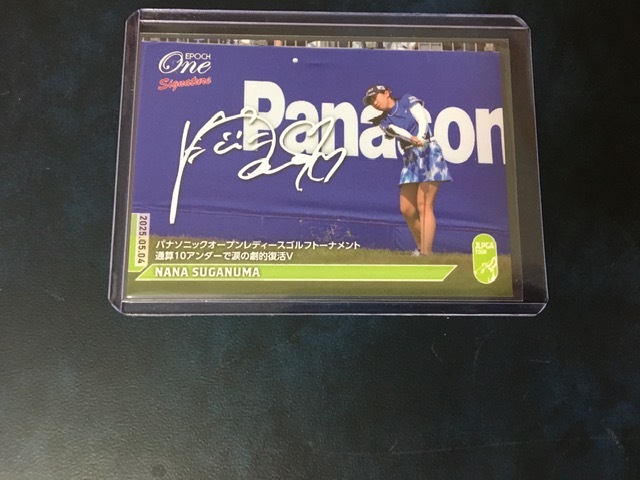 EPOCH
One
Signature
Panason
2025.05.04
パナソニックオープンレディースゴルフトーナメント
通算10アンダーで涙の劇的復活V
NANA SUGANUMA
JLPGA
TOUR